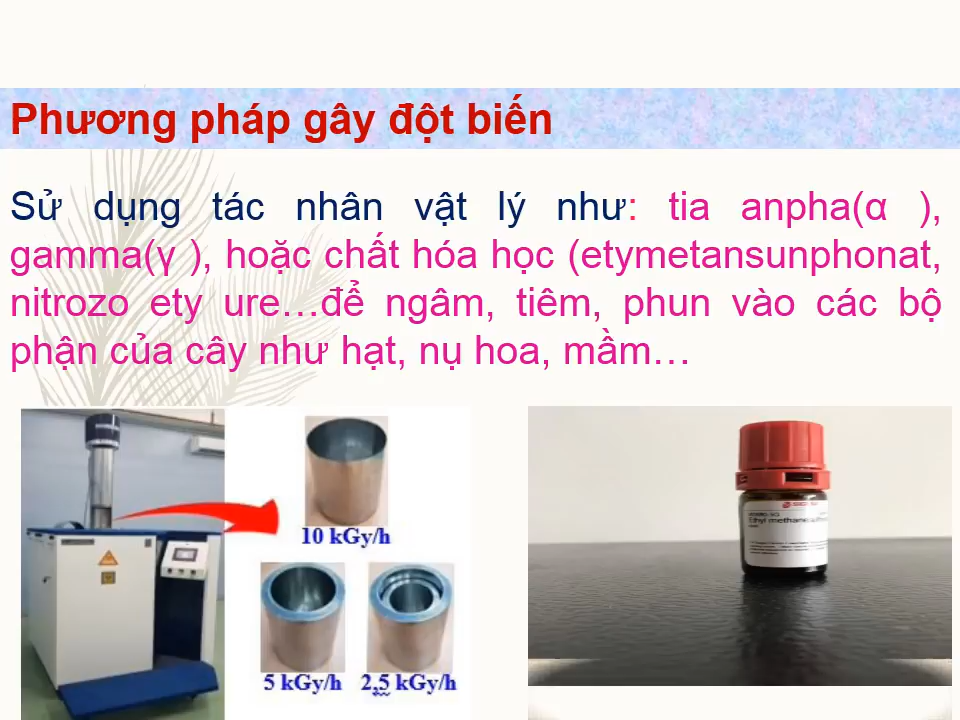 Phương pháp gây đột biến
Sử dụng tác nhân vật lý như: tia anpha(α ),
gamma(γ ), hoặc chất hóa học (etymetansunphonat,
nitrozo ety ure…để ngâm, tiêm, phun vào các bộ
phận của cây như hạt, nụ hoa, mầm…
10 kGy/h
5 kGy/h
2,5 kGy/h
Ethyl